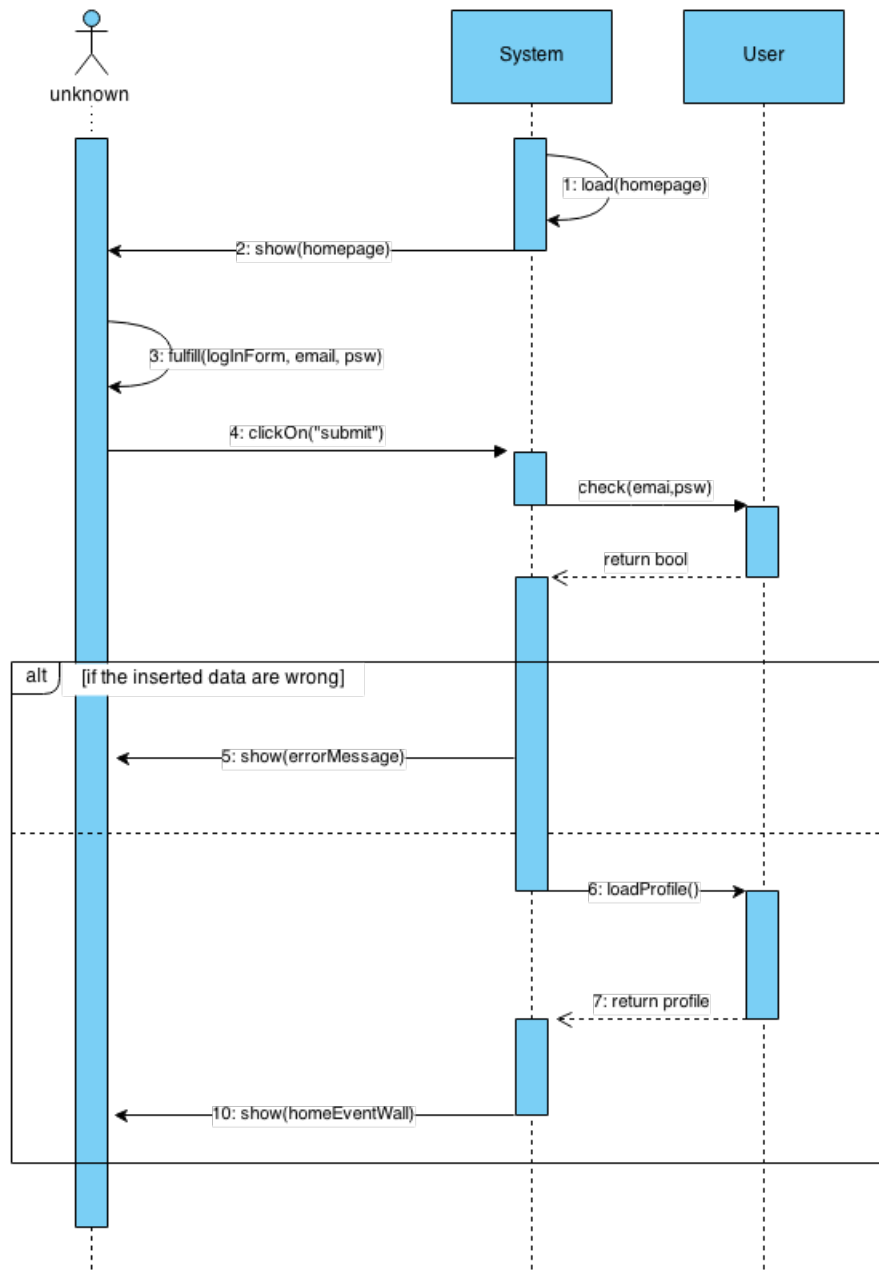 unknown
System
User
1: load(homepage)
2: show(homepage)
3: fulfill(logInForm, email, psw)
4: clickOn("submit")
check(emai,psw)
return bool
alt
[if the inserted data are wrong]
5: show(errorMessage)
6: loadProfile()
7: return profile
10: show(homeEventWall)